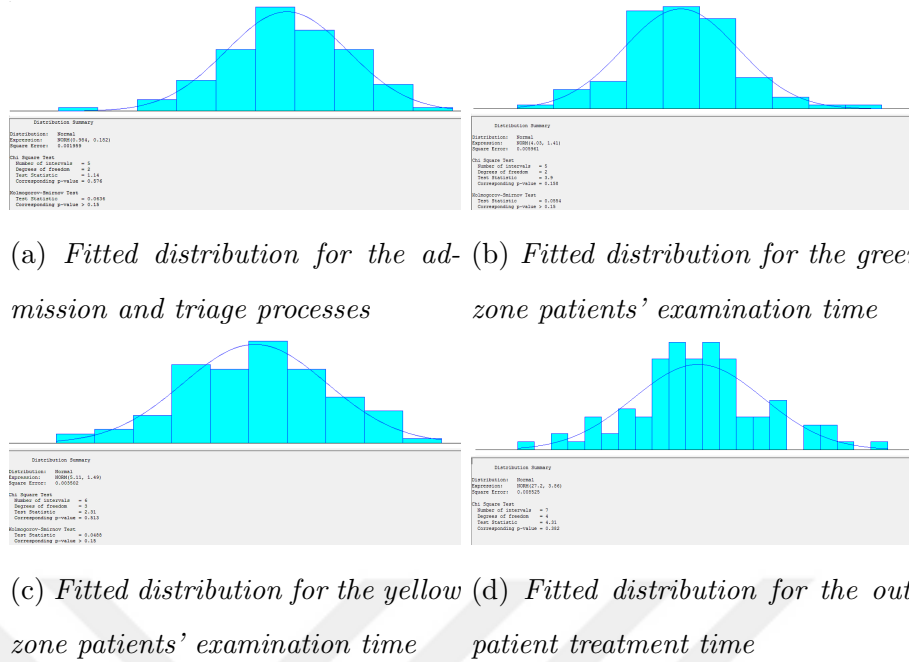 Distribution Summary
Distribution: Normal
Expression: NORM(0.984, 0.182)
Square Error: 0.001999
Chi Square Test
Number of intervals = 5
Degrees of freedom = 2
Test Statistic = 1.14
Corresponding p-value = 0.576
Kolmogorov-Smirnov Test
Test Statistic = 0.0636
Corresponding p-value > 0.15
Distribution Summary
Distribution: Normal
Expression: NORM(4.03, 1.41)
Square Error: 0.005961
Chi Square Test
Number of intervals = 5
Degrees of freedom = 2
Test Statistic = 3.9
Corresponding p-value = 0.158
Kolmogorov-Smirnov Test
Test Statistic = 0.0554
Corresponding p-value > 0.15
(a) Fitted distribution for the ad-
mission and triage processes
(b) Fitted distribution for the green
zone patients' examination time
Distribution Summary
Distribution: Normal
Expression: NORM(5.11, 1.49)
Square Error: 0.003502
Chi Square Test
Number of intervals = 6
Degrees of freedom = 3
Test Statistic = 2.31
Corresponding p-value = 0.513
Kolmogorov-Smirnov Test
Test Statistic = 0.0488
Corresponding p-value > 0.15
Distribution Summary
Distribution: Normal
Expression: NORM(27.2, 3.56)
Square Error: 0.005525
Chi Square Test
Number of intervals = 7
Degrees of freedom = 4
Test Statistic = 4.31
Corresponding p-value = 0.382
(c) Fitted distribution for the yellow
zone patients' examination time
(d) Fitted distribution for the out
patient treatment time